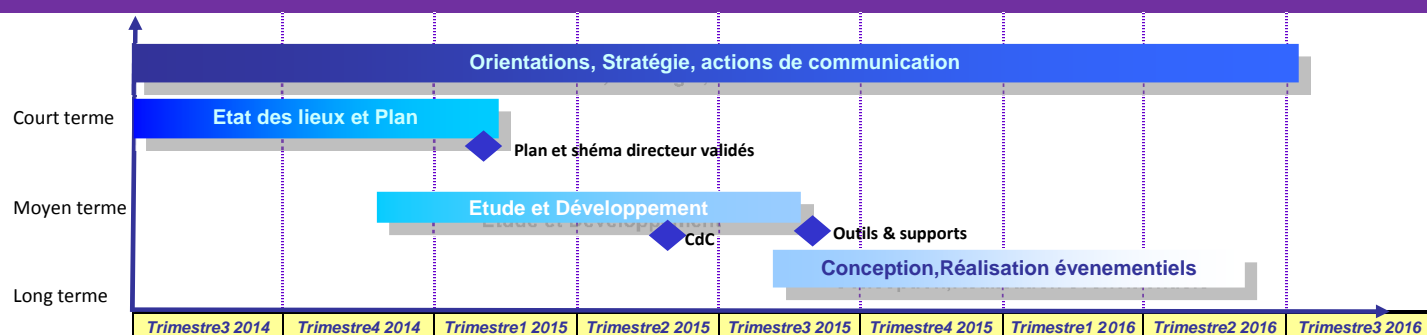 Orientations, Stratégie, actions de communication
Court terme
Etat des lieux et Plan
Plan et shéma directeur validés
Moyen terme
Etude et Développement
CdC
Outils & supports
Conception,Réalisation évenementiels
Long terme
Trimestre3 2014 Trimestre4 2014 Trimestre1 2015 Trimestre2 2015 Trimestre3 2015 Trimestre4 2015 Trimestre1 2016 Trimestre2 2016 Trimestre3 2016